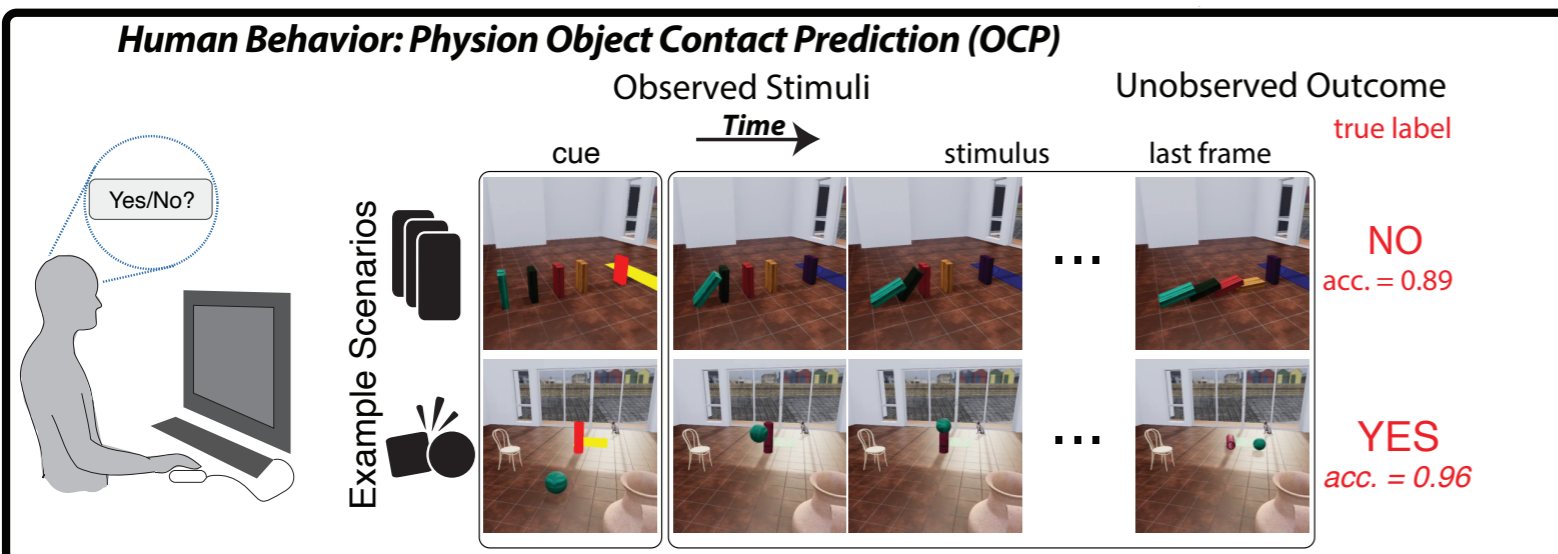 Human Behavior: Physion Object Contact Prediction (OCP)
Observed Stimuli
Unobserved Outcome
Time
true label
cue
stimulus
last frame
Yes/No?
Example Scenarios
...
NO
acc. = 0.89
...
YES
acc. = 0.96